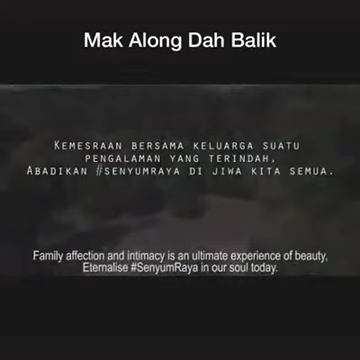 Mak Along Dah Balik
KEMESRAAN BERSAMA KELUARGA SUATU
PENGALAMAN YANG TERINDAH,
ABADIKAN #SENYUMRAYA DI JIWA KITA SEMUA.
Family affection and intimacy is an ultimate experience of beauty,
Eternalise #SenyumRaya in our soul today.